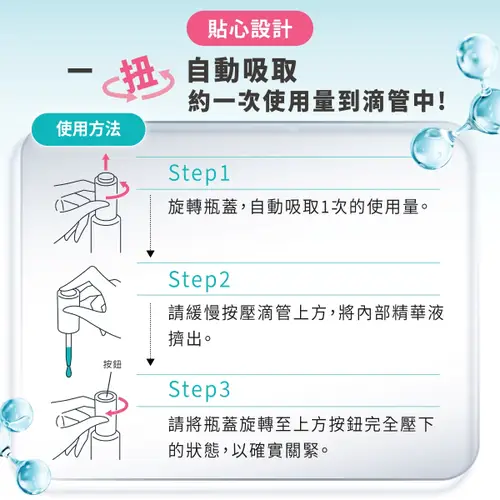 貼心設計
一扭自動吸取
約一次使用量到滴管中!
使用方法
Step1
旋轉瓶蓋,自動吸取1次的使用量。
Step2
請緩慢按壓滴管上方,將內部精華液
擠出。
按鈕
Step3
請將瓶蓋旋轉至上方按鈕完全壓下
的狀態,以確實關緊。